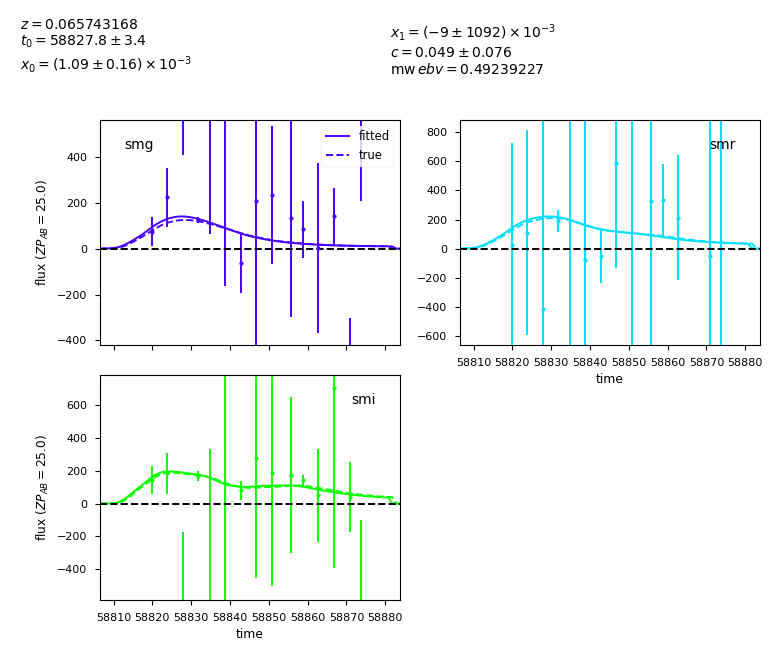 z = 0.065743168
t₀ = 58827.8 ± 3.4
x₀ = (1.09 ± 0.16) × 10⁻³
x₁ = (−9 ± 1092) × 10⁻³
c = 0.049 ± 0.076
mw ebv = 0.49239227
smg
fitted
true
400
200
0
−200
−400
flux (ZP_AB = 25.0)
smr
800
600
400
200
0
−200
−400
−600
58810 58820 58830 58840 58850 58860 58870 58880
time
smi
600
400
200
0
−200
−400
flux (ZP_AB = 25.0)
58810 58820 58830 58840 58850 58860 58870 58880
time